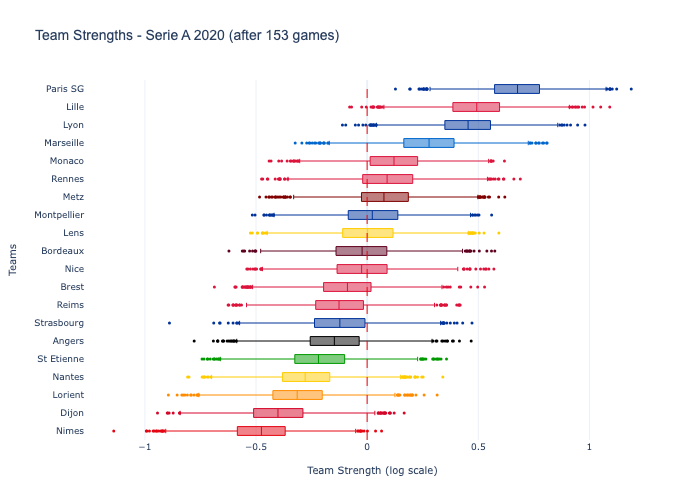 Team Strengths - Serie A 2020 (after 153 games)
Teams
Paris SG
Lille
Lyon
Marseille
Monaco
Rennes
Metz
Montpellier
Lens
Bordeaux
Nice
Brest
Reims
Strasbourg
Angers
St Etienne
Nantes
Lorient
Dijon
Nimes
−1 −0.5 0 0.5 1
Team Strength (log scale)